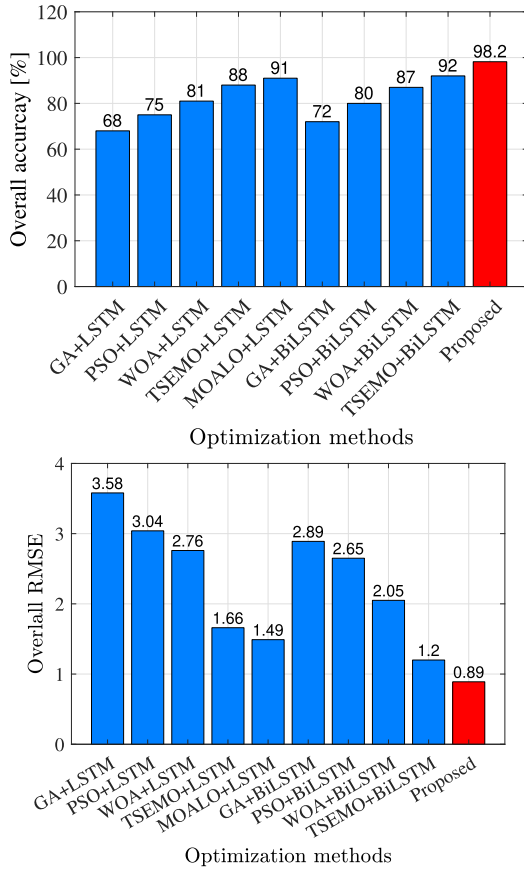 Overall accurcay [%]
120
100
80
60
40
20
0
68
75
81
88
91
72
80
87
92
98.2
GA+LSTM
PSO+LSTM
WOA+LSTM
TSEMO+LSTM
MOALO+LSTM
GA+BiLSTM
PSO+BiLSTM
WOA+BiLSTM
TSEMO+BiLSTM
Proposed
Optimization methods
Overlall RMSE
4
3
2
1
0
3.58
3.04
2.76
1.66
1.49
2.89
2.65
2.05
1.2
0.89
GA+LSTM
PSO+LSTM
WOA+LSTM
TSEMO+LSTM
MOALO+LSTM
GA+BiLSTM
PSO+BiLSTM
WOA+BiLSTM
TSEMO+BiLSTM
Proposed
Optimization methods